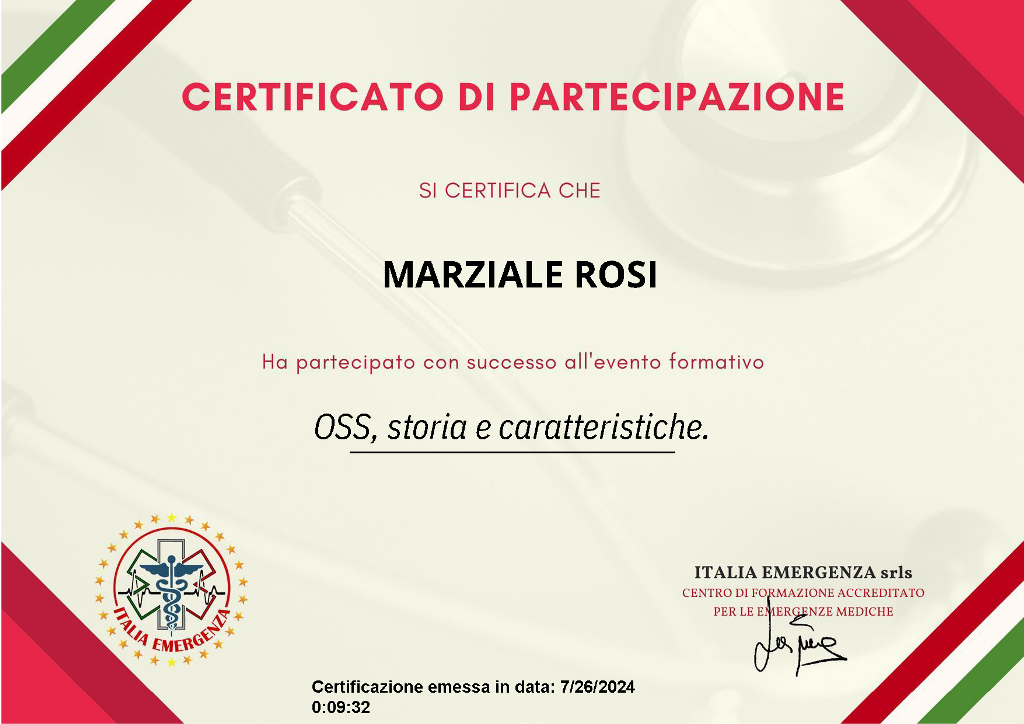 CERTIFICATO DI PARTECIPAZIONE
SI CERTIFICA CHE
MARZIALE ROSI
Ha partecipato con successo all'evento formativo
OSS, storia e caratteristiche.
ITALIA EMERGENZA
ITALIA EMERGENZA srls
CENTRO DI FORMAZIONE ACCREDITATO
PER LE EMERGENZE MEDICHE
Certificazione emessa in data: 7/26/2024
0:09:32